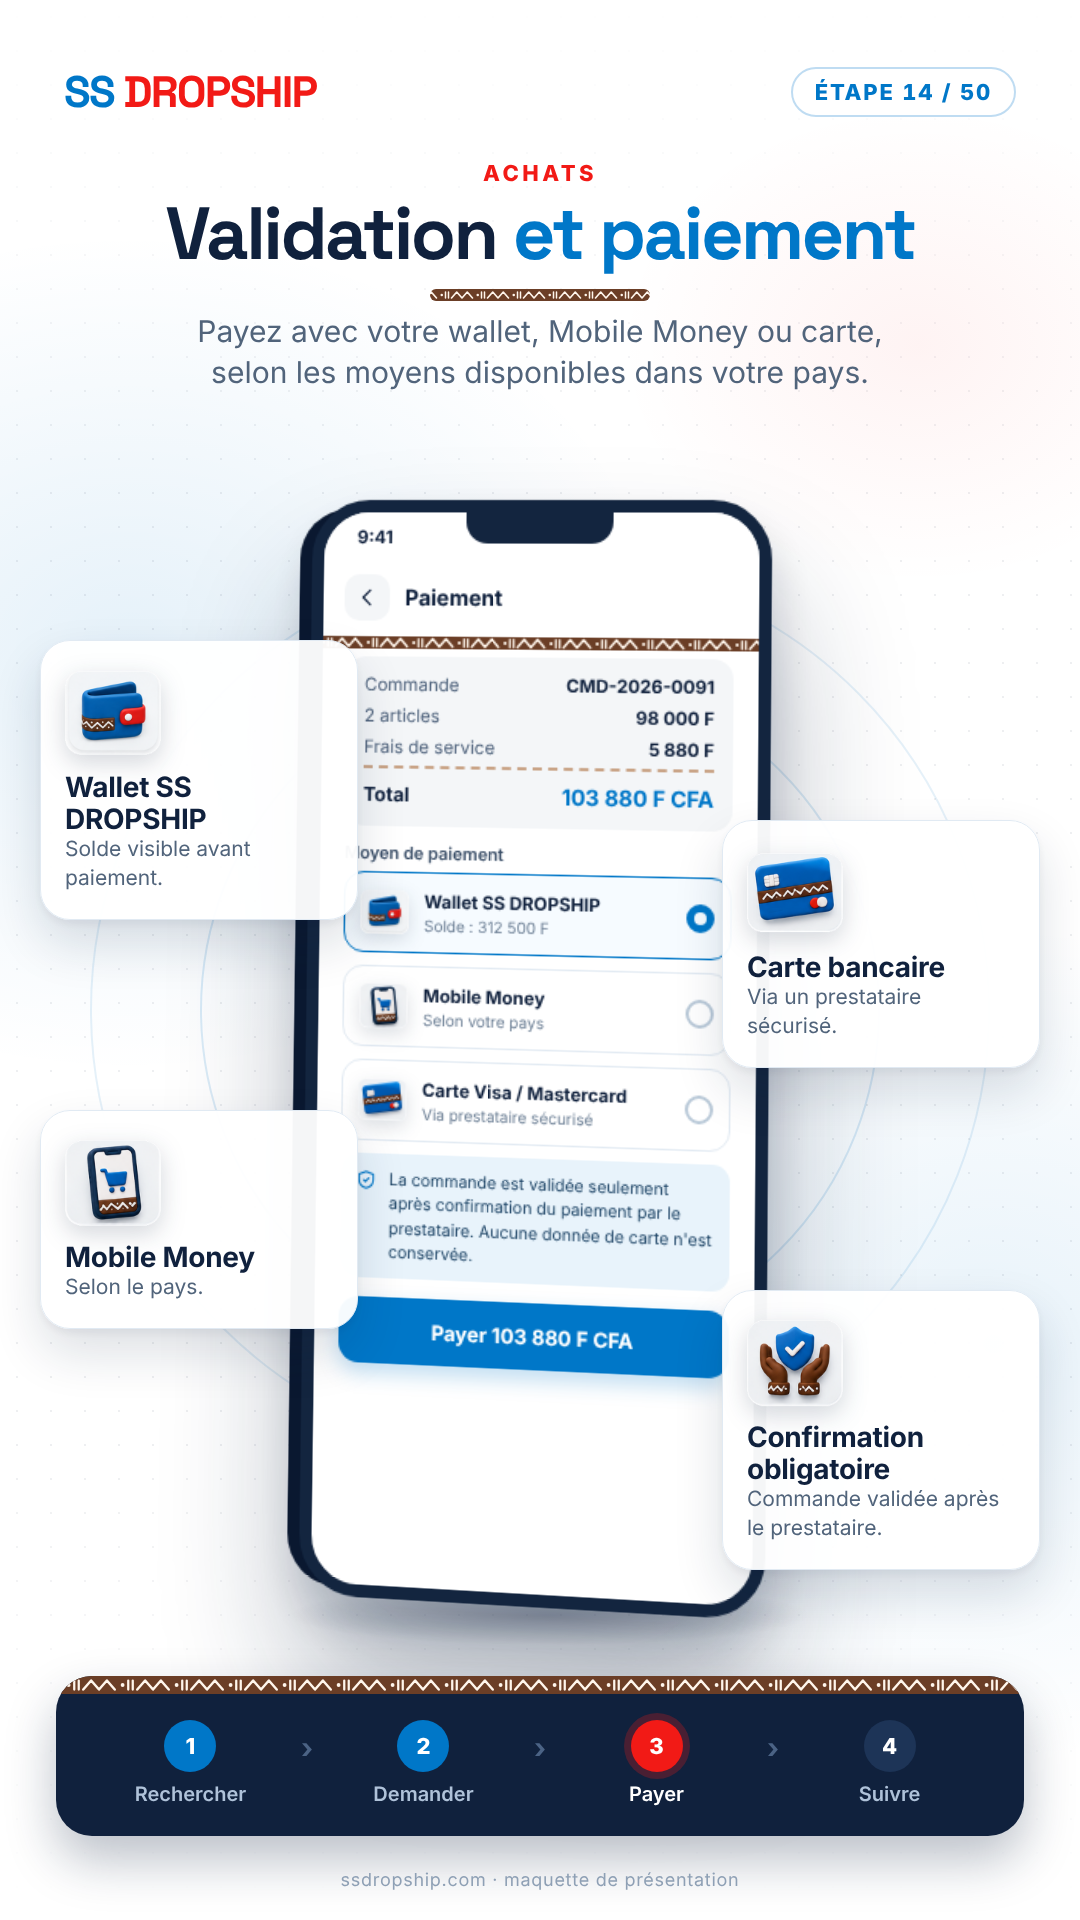 SS DROPSHIP
ÉTAPE 14 / 50
ACHATS
Validation et paiement
Payez avec votre wallet, Mobile Money ou carte,
selon les moyens disponibles dans votre pays.
9:41
Paiement
Commande CMD-2026-0091
2 articles 98 000 F
Frais de service 5 880 F
Total 103 880 F CFA
Moyen de paiement
Wallet SS DROPSHIP
Solde : 312 500 F
Mobile Money
Selon votre pays
Carte Visa / Mastercard
Via prestataire sécurisé
La commande est validée seulement
après confirmation du paiement par le
prestataire. Aucune donnée de carte n'est
conservée.
Payer 103 880 F CFA
Wallet SS
DROPSHIP
Solde visible avant
paiement.
Carte bancaire
Via un prestataire
sécurisé.
Mobile Money
Selon le pays.
Confirmation
obligatoire
Commande validée après
le prestataire.
1 › 2 › 3 › 4
Rechercher Demander Payer Suivre
ssdropship.com · maquette de présentation